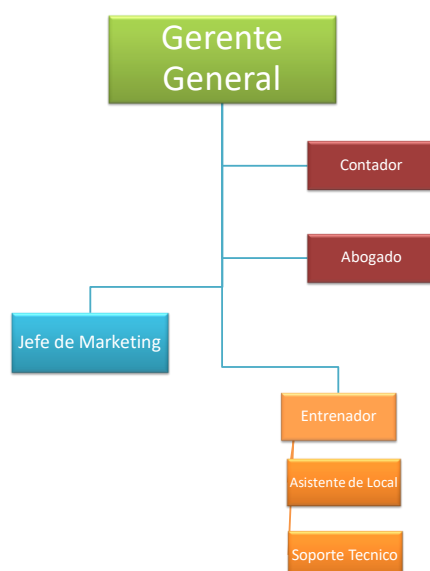 Gerente
General
Contador
Abogado
Jefe de Marketing
Entrenador
Asistente de Local
Soporte Tecnico